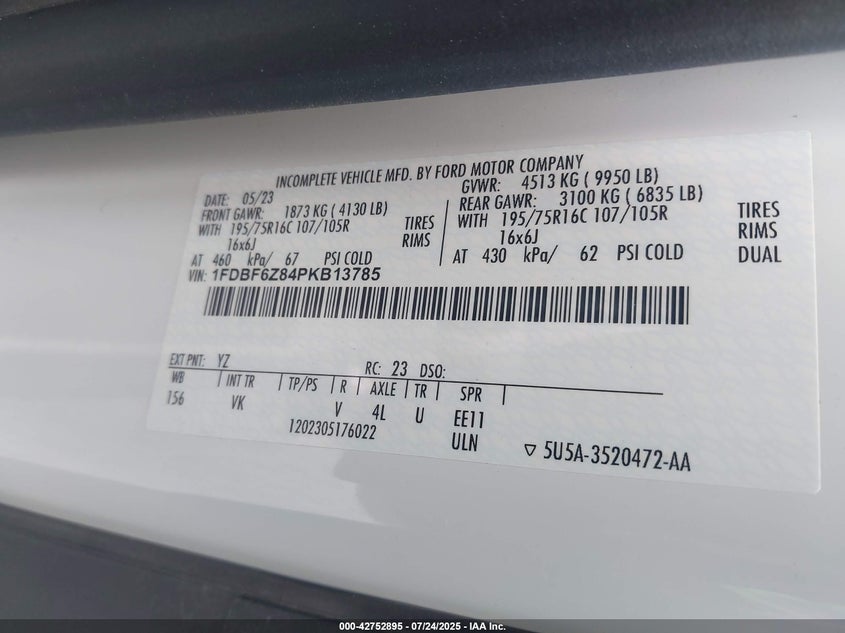 INCOMPLETE VEHICLE MFD. BY FORD MOTOR COMPANY
DATE: 05/23 GVWR: 4513 KG ( 9950 LB)
FRONT GAWR: 1873 KG ( 4130 LB) REAR GAWR: 3100 KG ( 6835 LB)
WITH 195/75R16C 107/105R TIRES WITH 195/75R16C 107/105R TIRES
16x6J RIMS 16x6J RIMS
AT 460 kPa/ 67 PSI COLD AT 430 kPa/ 62 PSI COLD DUAL
VIN: 1FDBF6Z84PKB13785
EXT PNT: YZ RC: 23 DSO:
WB INT TR TP/PS R AXLE TR SPR
156 VK V 4L U EE11
1202305176022 ULN ▽ 5U5A-3520472-AA
000-42752895 - 07/24/2025 - IAA Inc.